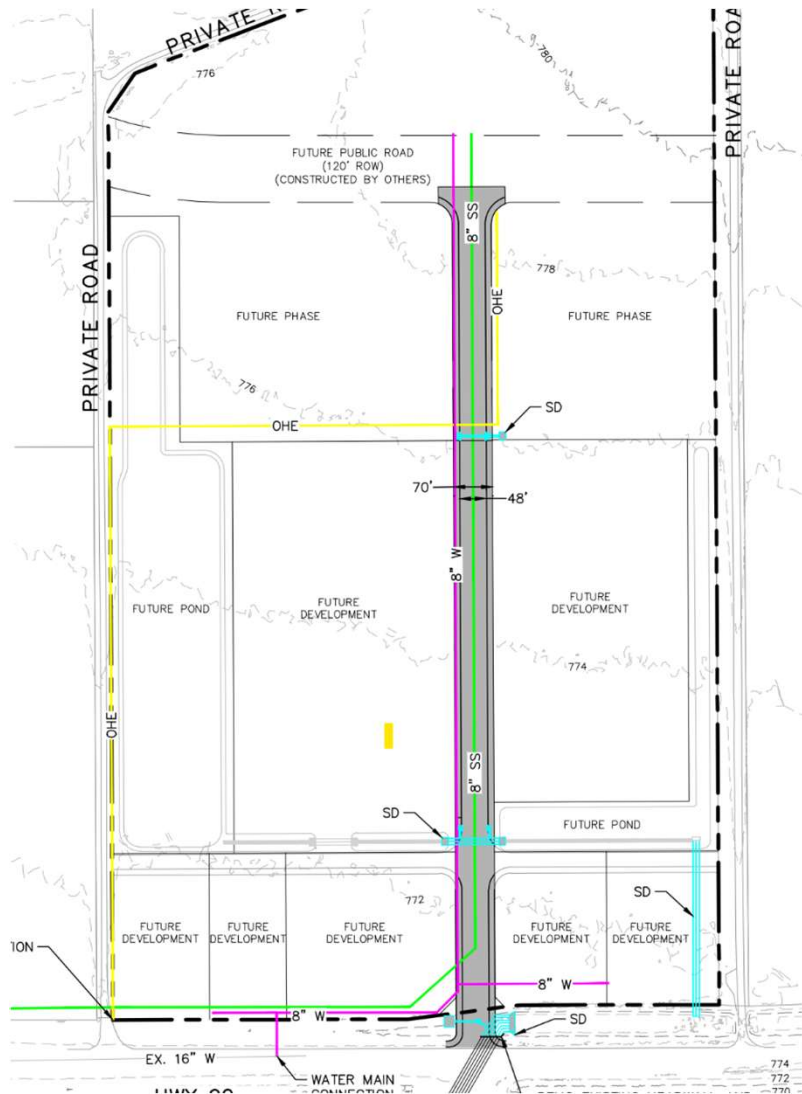 PRIVATE
PRIVATE ROAD
780
776
FUTURE PUBLIC ROAD
(120' ROW)
(CONSTRUCTED BY OTHERS)
8" SS
778
PRIVATE ROAD
FUTURE PHASE
OHE
FUTURE PHASE
776
OHE
SD
70'
48'
8" W
FUTURE POND
FUTURE
DEVELOPMENT
FUTURE
DEVELOPMENT
774
OHE
8" SS
SD
FUTURE POND
772
SD
FUTURE
DEVELOPMENT
FUTURE
DEVELOPMENT
FUTURE
DEVELOPMENT
FUTURE
DEVELOPMENT
FUTURE
DEVELOPMENT
TION
8" W
8" W
SD
EX. 16" W
WATER MAIN
CONNECTION
774
772
770